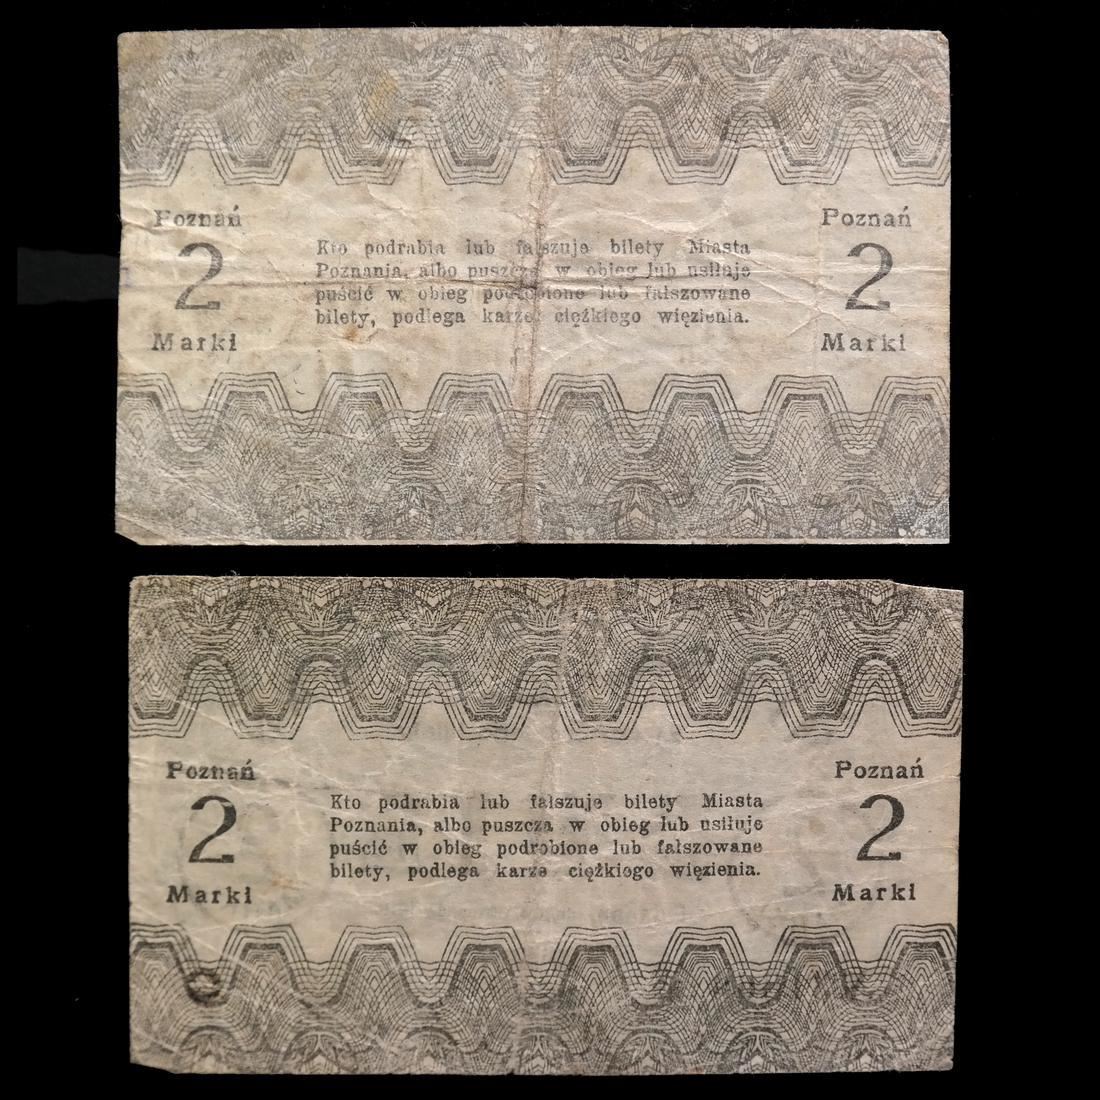 Poznań
2
Marki
Kto podrabia lub fałszuje bilety Miasta
Poznania, albo puszcza w obieg lub usiłuje
puścić w obieg podrobione lub fałszowane
bilety, podlega karze ciężkiego więzienia.
Poznań
2
Marki
Poznań
2
Marki
Kto podrabia lub fałszuje bilety Miasta
Poznania, albo puszcza w obieg lub usiłuje
puścić w obieg podrobione lub fałszowane
bilety, podlega karze ciężkiego więzienia.
Poznań
2
Marki